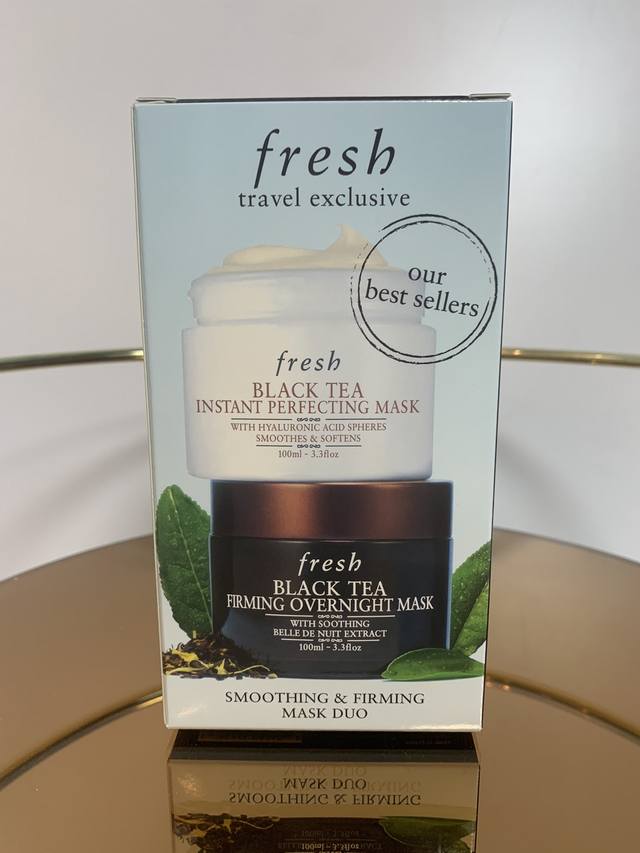 fresh
travel exclusive
our
best sellers
fresh
BLACK TEA
INSTANT PERFECTING MASK
WITH HYALURONIC ACID SPHERES
SMOOTHES & SOFTENS
100ml - 3.3floz
fresh
BLACK TEA
FIRMING OVERNIGHT MASK
WITH SOOTHING
BELLE DE NUIT EXTRACT
100ml - 3.3floz
SMOOTHING & FIRMING
MASK DUO